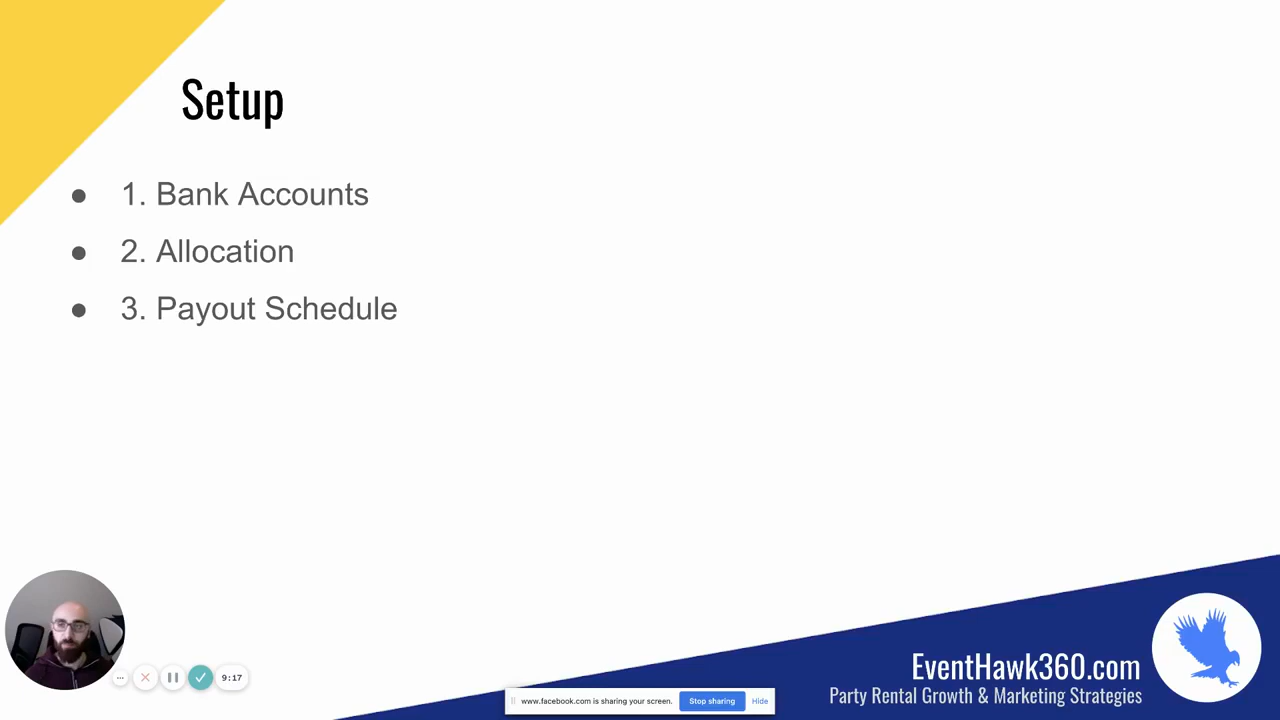 Setup
● 1. Bank Accounts
● 2. Allocation
● 3. Payout Schedule
9:17
EventHawk360.com
Party Rental Growth & Marketing Strategies
www.facebook.com is sharing your screen. Stop sharing Hide